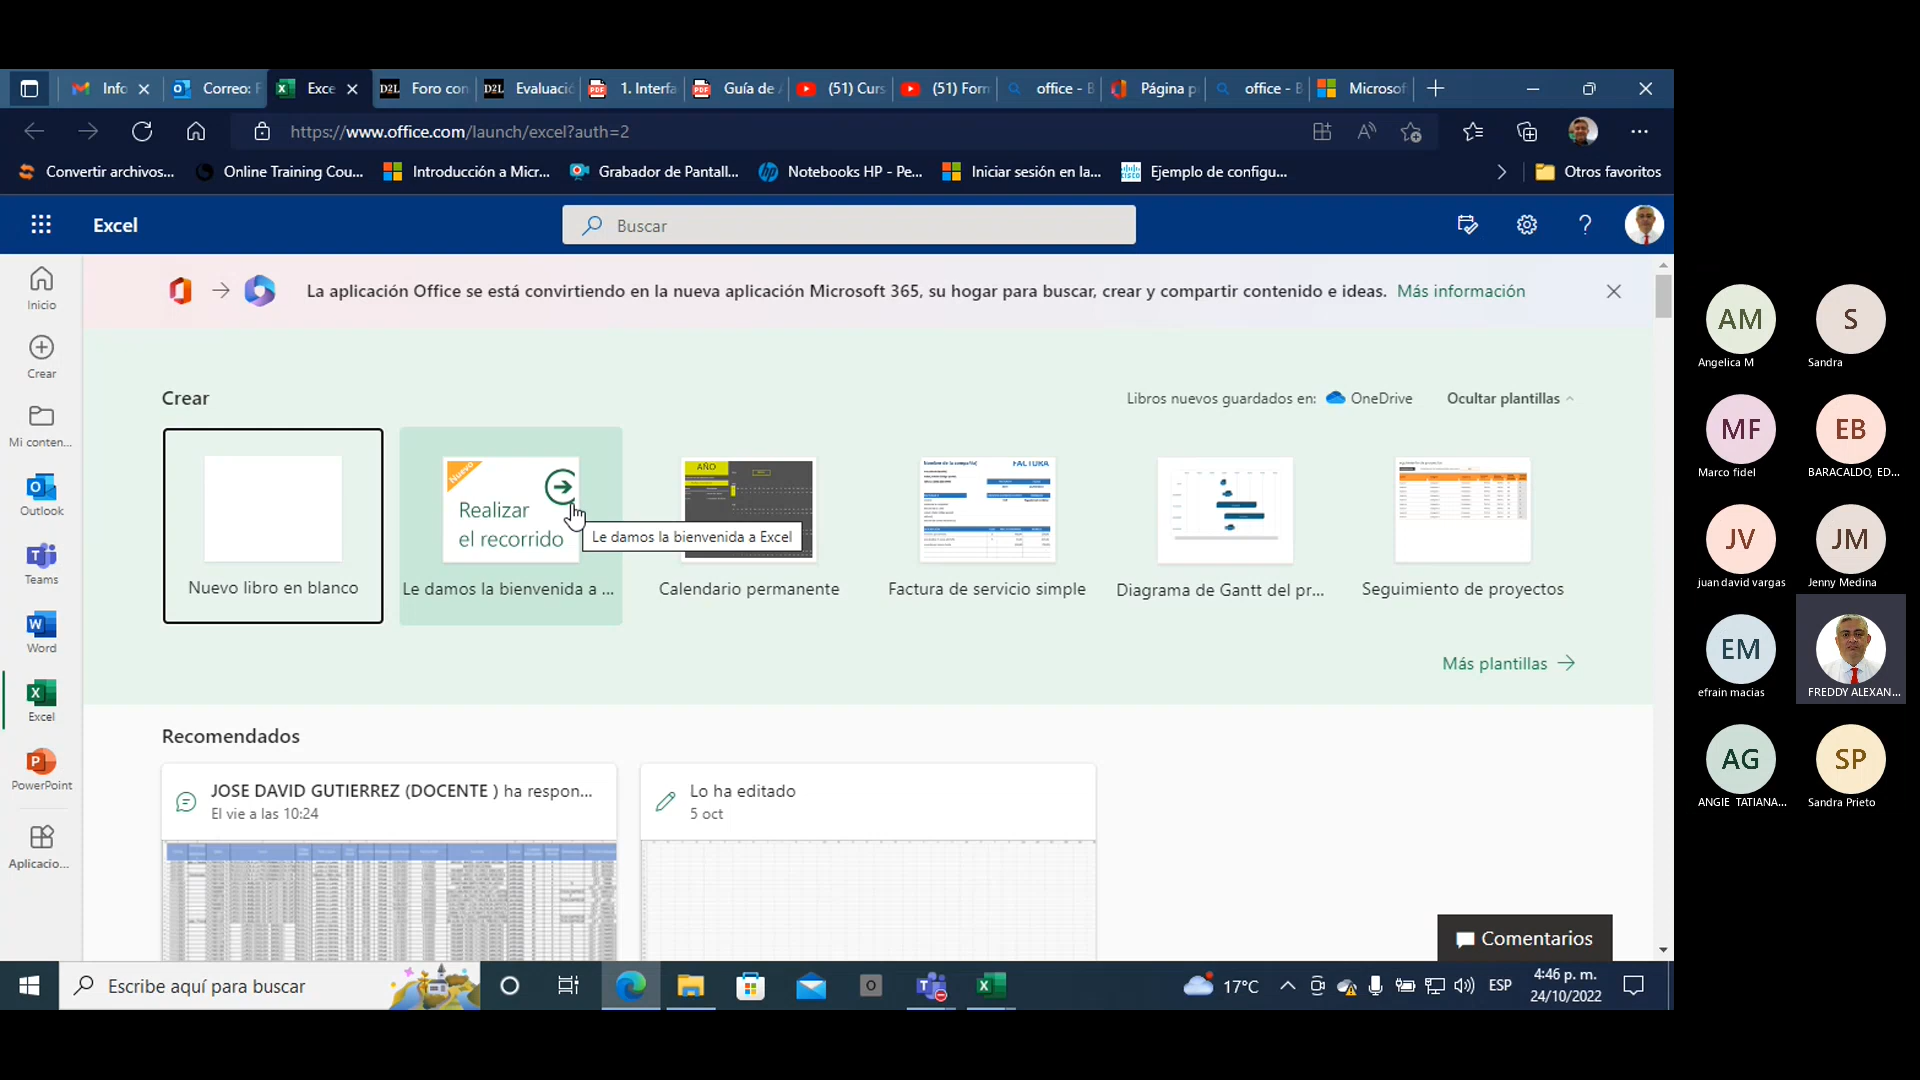 Info
Correo: F
Exce
D2L Foro con
D2L Evaluació
1. Interfa
Guía de A
(51) Curs
(51) Forn
office - B
Página p
office - B
Microsof
https://www.office.com/launch/excel?auth=2
Convertir archivos...
Online Training Cou...
Introducción a Micr...
Grabador de Pantall...
Notebooks HP - Pe...
Iniciar sesión en la...
Ejemplo de configu...
Otros favoritos
Excel
Buscar
La aplicación Office se está convirtiendo en la nueva aplicación Microsoft 365, su hogar para buscar, crear y compartir contenido e ideas. Más información
Inicio
Crear
Mi conten...
Outlook
Teams
Word
Excel
PowerPoint
Aplicacio...
Crear
Libros nuevos guardados en: OneDrive
Ocultar plantillas
Nuevo
Realizar
el recorrido
Le damos la bienvenida a Excel
AÑO
FACTURA
Nuevo libro en blanco
Le damos la bienvenida a ...
Calendario permanente
Factura de servicio simple
Diagrama de Gantt del pr...
Seguimiento de proyectos
Más plantillas
Recomendados
JOSE DAVID GUTIERREZ (DOCENTE ) ha respon...
El vie a las 10:24
Lo ha editado
5 oct
Comentarios
Escribe aquí para buscar
17°C
ESP
4:46 p. m.
24/10/2022
AM
Angelica M
S
Sandra
MF
Marco fidel
EB
BARACALDO, ED...
JV
juan david vargas
JM
Jenny Medina
EM
efrain macias
FREDDY ALEXAN...
AG
ANGIE TATIANA...
SP
Sandra Prieto